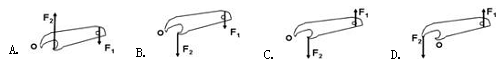 A. F₂ O F₁ B. O F₂ F₁ C. O F₂ F₁ D. F₂ O F₁